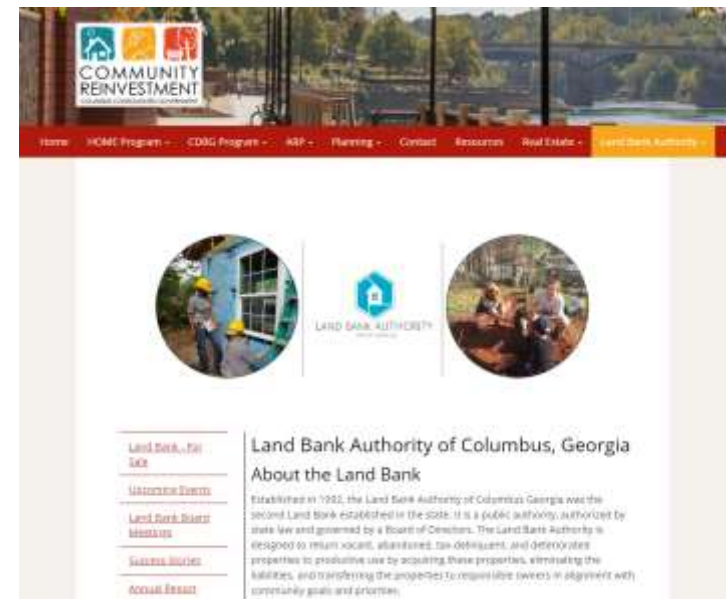 COMMUNITY
REINVESTMENT
COLUMBUS CONSOLIDATED GOVERNMENT
Home HOME Program CDBG Program ARP Planning Contact Resources Real Estate Land Bank Authority
LAND BANK AUTHORITY
Land Bank - For
Sale
Upcoming Events
Land Bank Board
Meetings
Success Stories
Annual Report
Land Bank Authority of Columbus, Georgia
About the Land Bank
Established in 1992, the Land Bank Authority of Columbus Georgia was the
second Land Bank established in the state. It is a public authority, authorized by
state law and governed by a Board of Directors. The Land Bank Authority is
designed to return vacant, abandoned, tax-delinquent, and deteriorated
properties to productive use by acquiring these properties, eliminating the
liabilities, and transferring the properties to responsible owners in alignment with
community goals and priorities.